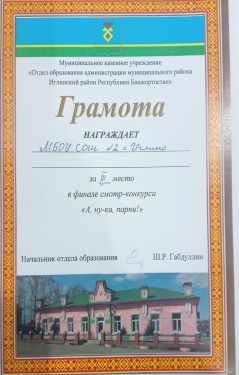 Муниципальное казенное учреждение
«Отдел образования администрации муниципального района
Иглинский район Республики Башкортостан»
Грамота
НАГРАЖДАЕТ
МБОУ СОШ №2 с. Иглино
за III место
в финале смотр-конкурса
«А, ну-ка, парни!»
Начальник отдела образования Ш.Р. Габдуллин